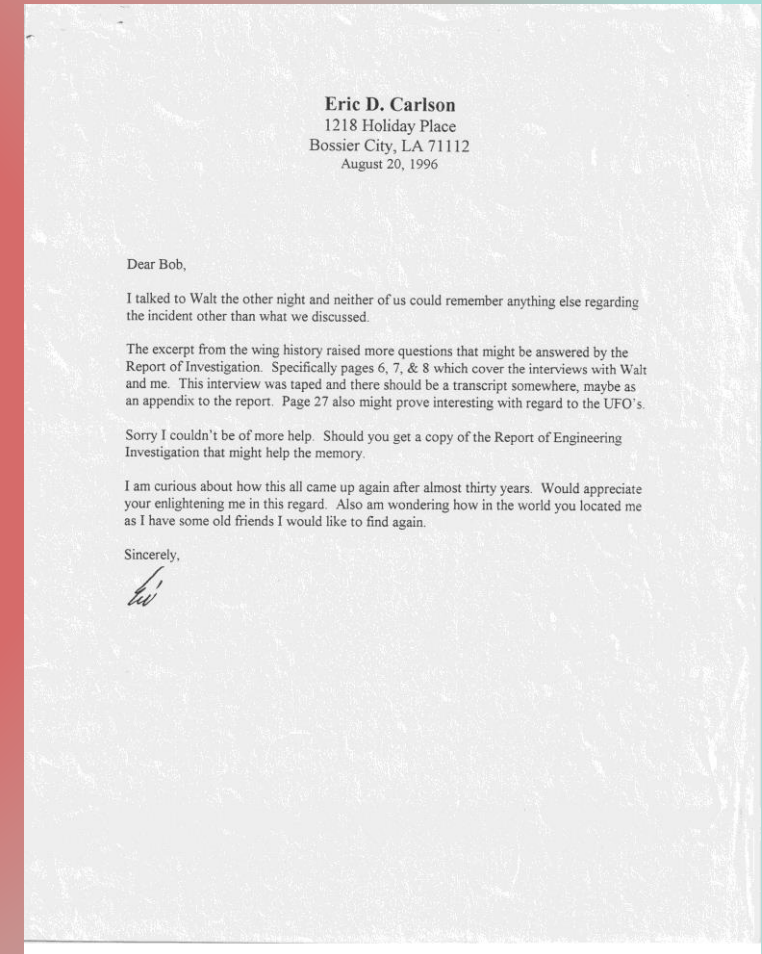 Eric D. Carlson
1218 Holiday Place
Bossier City, LA 71112
August 20, 1996
Dear Bob,
I talked to Walt the other night and neither of us could remember anything else regarding
the incident other than what we discussed.
The excerpt from the wing history raised more questions that might be answered by the
Report of Investigation. Specifically pages 6, 7, & 8 which cover the interviews with Walt
and me. This interview was taped and there should be a transcript somewhere, maybe as
an appendix to the report. Page 27 also might prove interesting with regard to the UFO's.
Sorry I couldn't be of more help. Should you get a copy of the Report of Engineering
Investigation that might help the memory.
I am curious about how this all came up again after almost thirty years. Would appreciate
your enlightening me in this regard. Also am wondering how in the world you located me
as I have some old friends I would like to find again.
Sincerely,
Eric